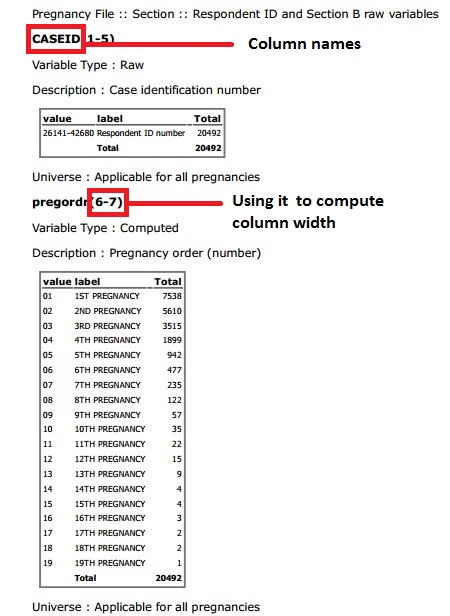 Pregnancy File :: Section :: Respondent ID and Section B raw variables
CASEID(1-5)
Column names
Variable Type : Raw
Description : Case identification number
value label Total
26141-42680 Respondent ID number 20492
Total 20492
Universe : Applicable for all pregnancies
pregordr(6-7)
Using it to compute
column width
Variable Type : Computed
Description : Pregnancy order (number)
value label Total
01 1ST PREGNANCY 7538
02 2ND PREGNANCY 5610
03 3RD PREGNANCY 3515
04 4TH PREGNANCY 1899
05 5TH PREGNANCY 942
06 6TH PREGNANCY 477
07 7TH PREGNANCY 235
08 8TH PREGNANCY 122
09 9TH PREGNANCY 57
10 10TH PREGNANCY 35
11 11TH PREGNANCY 22
12 12TH PREGNANCY 15
13 13TH PREGNANCY 9
14 14TH PREGNANCY 4
15 15TH PREGNANCY 4
16 16TH PREGNANCY 3
17 17TH PREGNANCY 2
18 18TH PREGNANCY 2
19 19TH PREGNANCY 1
Total 20492
Universe : Applicable for all pregnancies